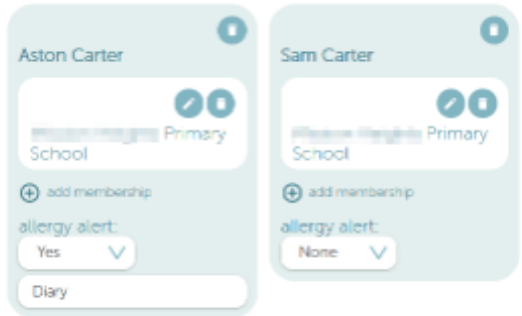 Aston Carter
Primary
School
add membership
allergy alert:
Yes
Diary
Sam Carter
Primary
School
add membership
allergy alert:
None